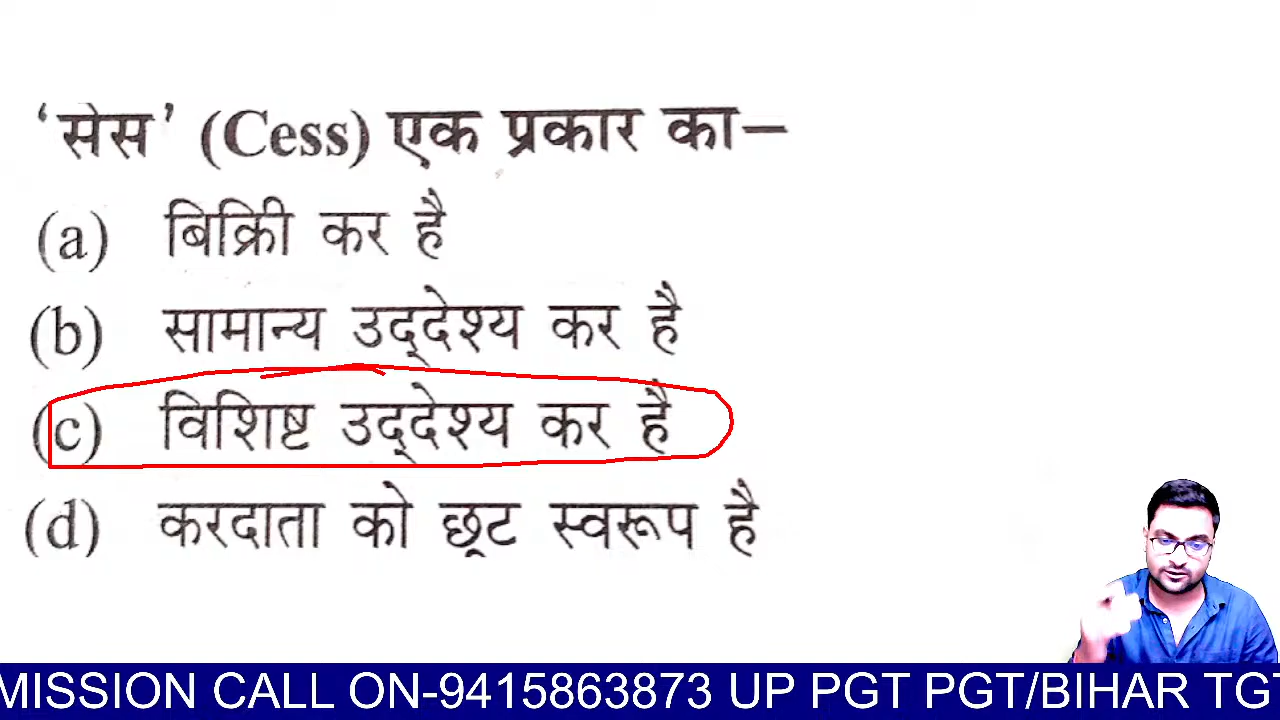 ‘सेस’ (Cess) एक प्रकार का–
(a) बिक्री कर है
(b) सामान्य उद्‌देश्य कर है
(c) विशिष्ट उद्‌देश्य कर है
(d) करदाता को छूट स्वरूप है
MISSION CALL ON-9415863873 UP PGT PGT/BIHAR TGT